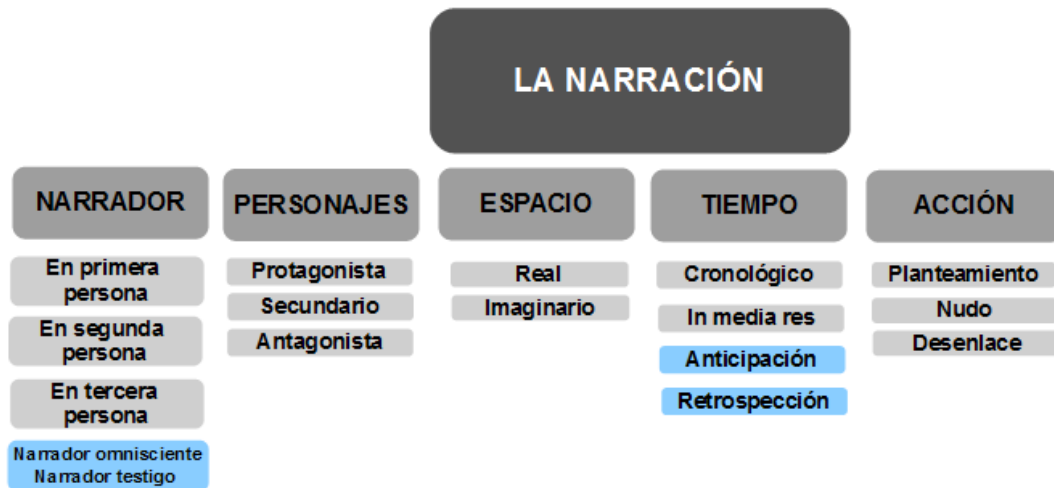 LA NARRACIÓN
NARRADOR
En primera
persona
En segunda
persona
En tercera
persona
Narrador omnisciente
Narrador testigo
PERSONAJES
Protagonista
Secundario
Antagonista
ESPACIO
Real
Imaginario
TIEMPO
Cronológico
In media res
Anticipación
Retrospección
ACCIÓN
Planteamiento
Nudo
Desenlace